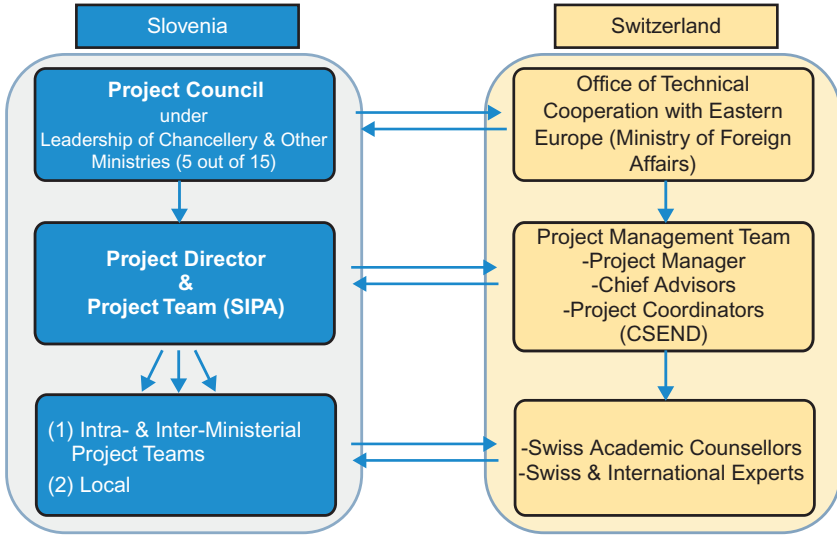 Slovenia
Project Council
under
Leadership of Chancellery & Other
Ministries (5 out of 15)
Project Director
&
Project Team (SIPA)
(1) Intra- & Inter-Ministerial
Project Teams
(2) Local
Switzerland
Office of Technical
Cooperation with Eastern
Europe (Ministry of Foreign
Affairs)
Project Management Team
-Project Manager
-Chief Advisors
-Project Coordinators
(CSEND)
-Swiss Academic Counsellors
-Swiss & International Experts